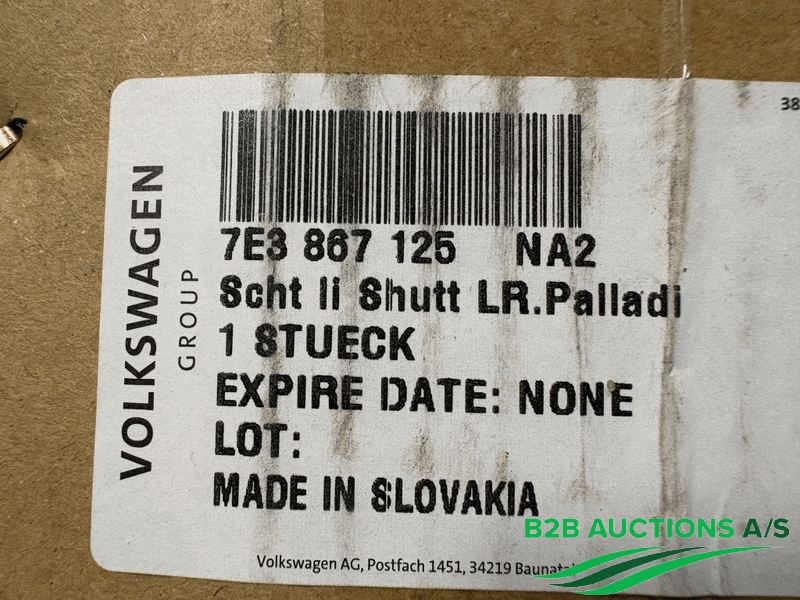 38
VOLKSWAGEN
GROUP
7E3 867 125 NA2
Scht li Shutt LR.Palladi
1 STUECK
EXPIRE DATE: NONE
LOT:
MADE IN SLOVAKIA
Volkswagen AG, Postfach 1451, 34219
B2B AUCTIONS A/S